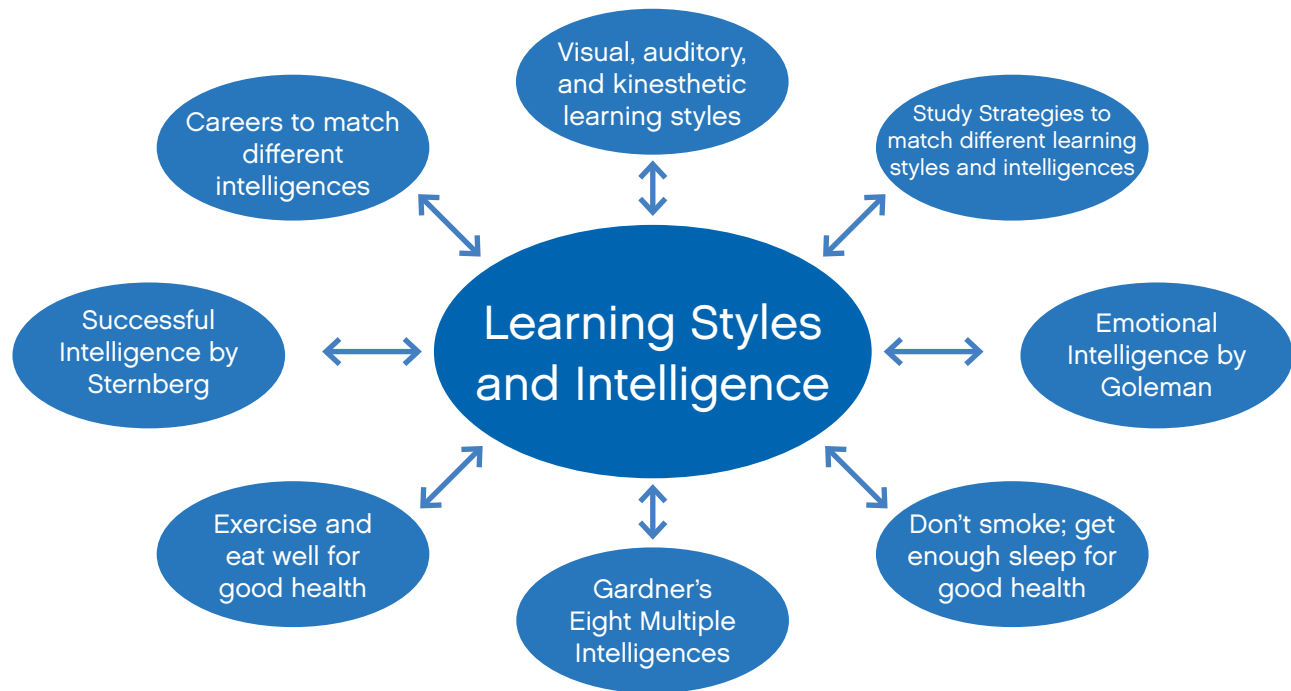 Visual, auditory,
and kinesthetic
learning styles
Careers to match
different
intelligences
Study Strategies to
match different learning
styles and intelligences
Learning Styles
and Intelligence
Successful
Intelligence by
Sternberg
Emotional
Intelligence by
Goleman
Exercise and
eat well for
good health
Don’t smoke; get
enough sleep for
good health
Gardner’s
Eight Multiple
Intelligences